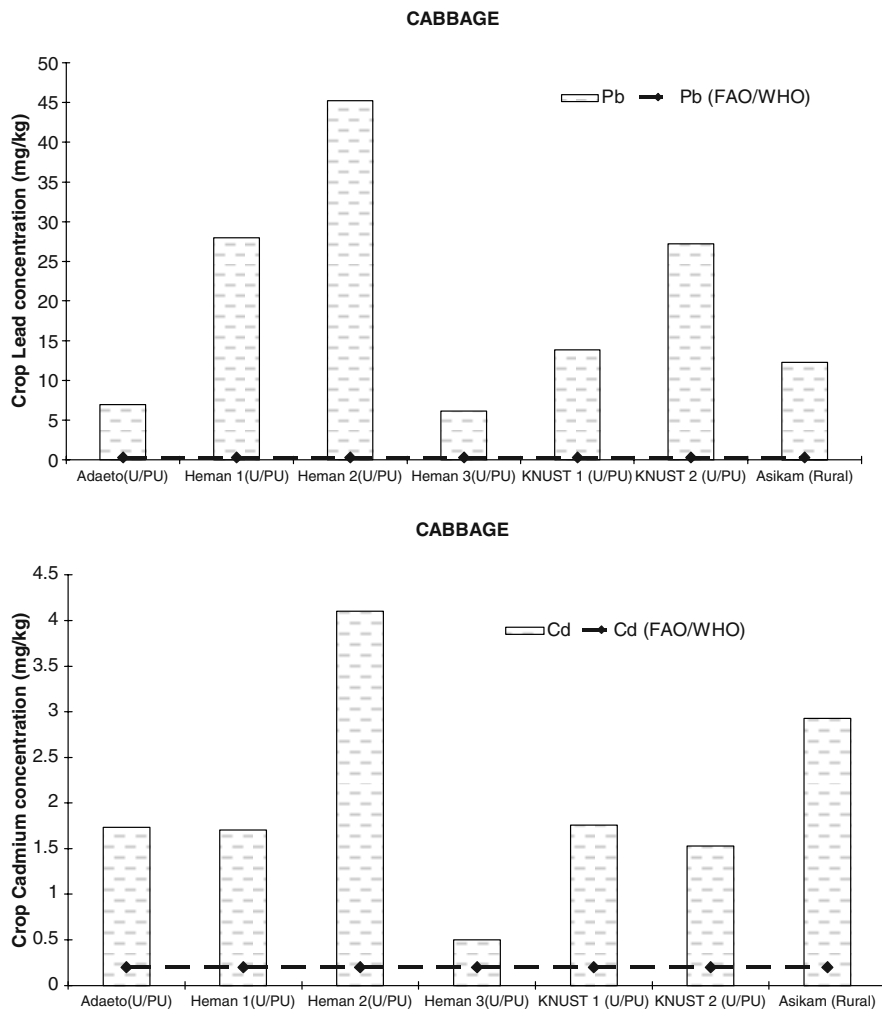 CABBAGE
50
45
40
35
30
25
20
15
10
5
0
Crop Lead concentration (mg/kg)
Pb Pb (FAO/WHO)
Adaeto(U/PU) Heman 1(U/PU) Heman 2(U/PU) Heman 3(U/PU) KNUST 1 (U/PU) KNUST 2 (U/PU) Asikam (Rural)
CABBAGE
4.5
4
3.5
3
2.5
2
1.5
1
0.5
0
Crop Cadmium concentration (mg/kg)
Cd Cd (FAO/WHO)
Adaeto(U/PU) Heman 1(U/PU) Heman 2(U/PU) Heman 3(U/PU) KNUST 1 (U/PU) KNUST 2 (U/PU) Asikam (Rural)